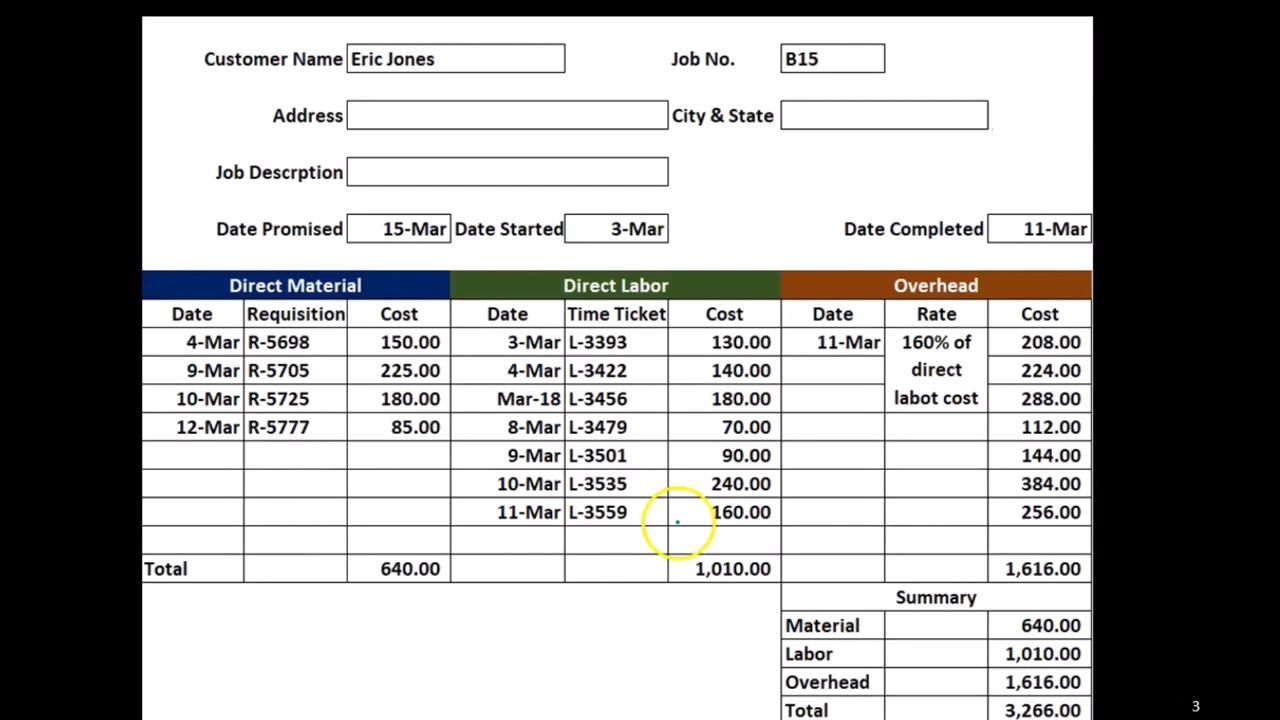 Customer Name Eric Jones Job No. B15
Address City & State
Job Descrption
Date Promised 15-Mar Date Started 3-Mar Date Completed 11-Mar
Direct Material Direct Labor Overhead
Date Requisition Cost Date Time Ticket Cost Date Rate Cost
4-Mar R-5698 150.00 3-Mar L-3393 130.00 11-Mar 160% of 208.00
9-Mar R-5705 225.00 4-Mar L-3422 140.00 direct 224.00
10-Mar R-5725 180.00 Mar-18 L-3456 180.00 labot cost 288.00
12-Mar R-5777 85.00 8-Mar L-3479 70.00 112.00
9-Mar L-3501 90.00 144.00
10-Mar L-3535 240.00 384.00
11-Mar L-3559 160.00 256.00
Total 640.00 1,010.00 1,616.00
Summary
Material 640.00
Labor 1,010.00
Overhead 1,616.00
Total 3,266.00
3